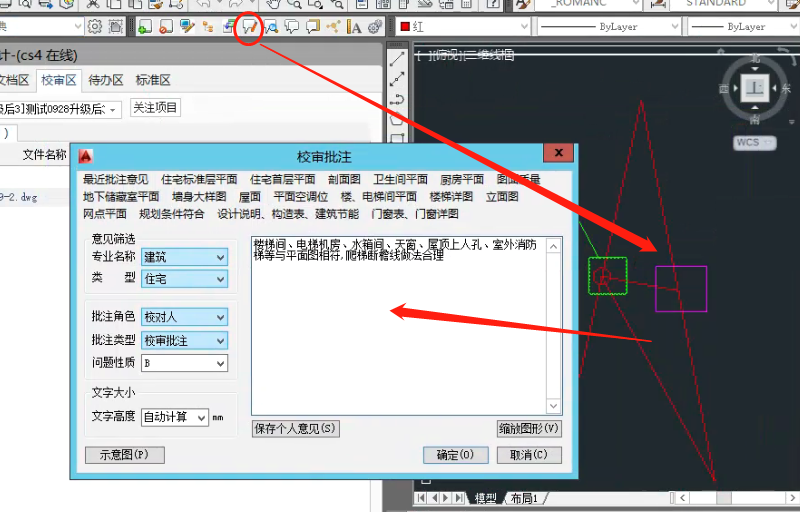 _ROMANC
STANDARD
红
ByLayer
ByLayer
计-(cs4 在线)
文档区 校审区 待办区 标准区
级后3]测试0928升级后:
关注项目
)
文件名称
9-2.dwg
[-][俯视][二维线框]
北
西 上 东
南
WCS
校审批注
最近批注意见 住宅标准层平面 住宅首层平面 剖面图 卫生间平面 厨房平面 图面质量
地下储藏室平面 墙身大样图 屋面 平面空调位 楼、电梯间平面 楼梯详图 立面图
网点平面 规划条件符合 设计说明、构造表、建筑节能 门窗表、门窗详图
意见筛选
专业名称 建筑
类 型 住宅
批注角色 校对人
批注类型 校审批注
问题性质 B
文字大小
文字高度 自动计算 mm
楼梯间、电梯机房、水箱间、天窗、屋顶上人孔、室外消防
梯等与平面图相符,爬梯断檐线做法合理
保存个人意见(S)
缩放图形(V)
示意图(P)
确定(O)
取消(C)
模型 布局1